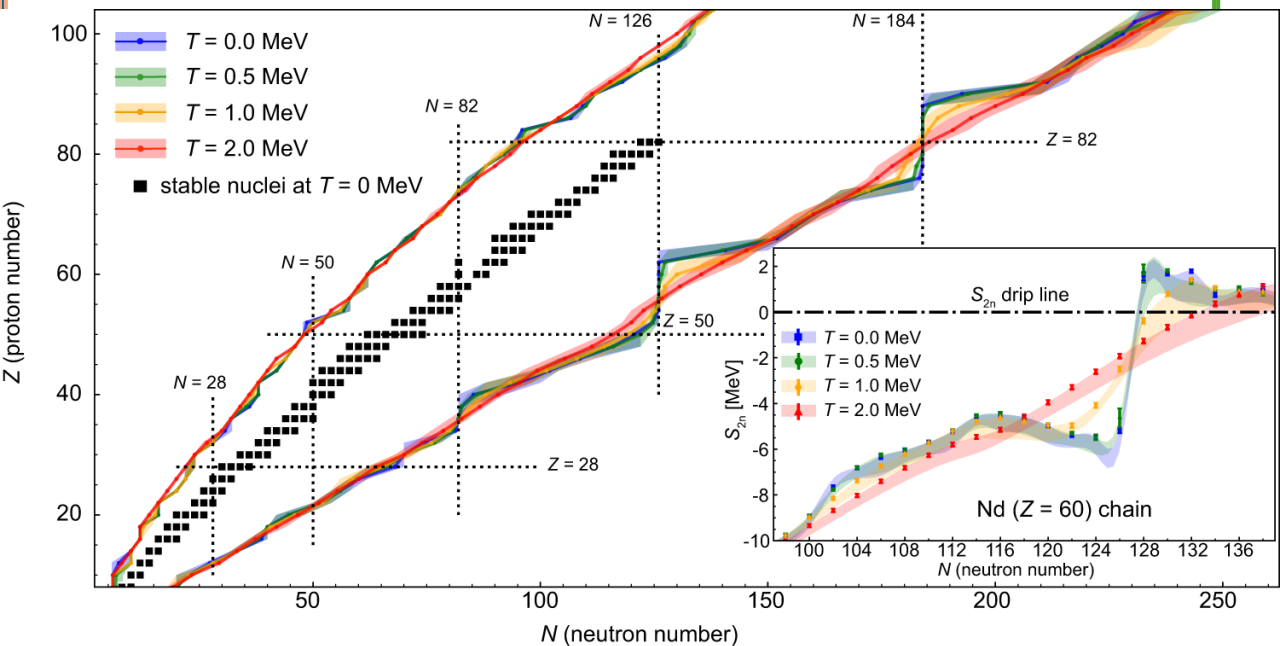 N = 126
N = 184
100
T = 0.0 MeV
T = 0.5 MeV
T = 1.0 MeV
T = 2.0 MeV
N = 82
Z = 82
80
stable nuclei at T = 0 MeV
Z (proton number)
60
N = 50
Z = 50
N = 28
40
Z = 28
20
50
100
150
200
250
N (neutron number)
2
0
-2
-4
-6
-8
-10
S2n [MeV]
S2n drip line
T = 0.0 MeV
T = 0.5 MeV
T = 1.0 MeV
T = 2.0 MeV
Nd (Z = 60) chain
100 104 108 112 116 120 124 128 132 136
N (neutron number)